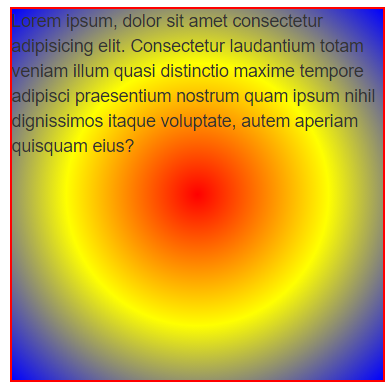 Lorem ipsum, dolor sit amet consectetur
adipisicing elit. Consectetur laudantium totam
veniam illum quasi distinctio maxime tempore
adipisci praesentium nostrum quam ipsum nihil
dignissimos itaque voluptate, autem aperiam
quisquam eius?